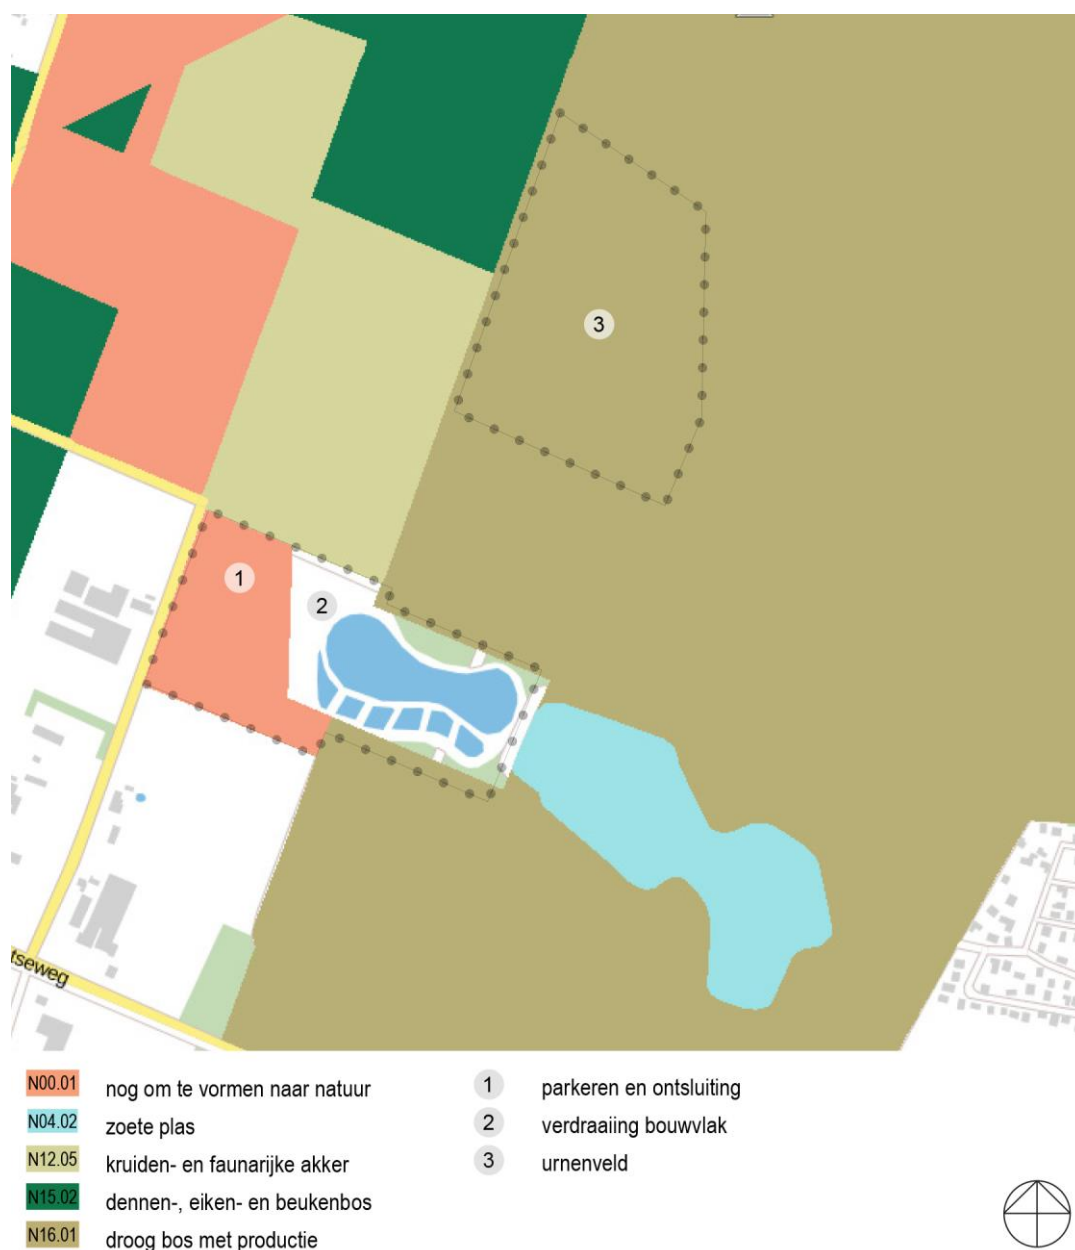 3
1
2
tseweg
N00.01 nog om te vormen naar natuur
N04.02 zoete plas
N12.05 kruiden- en faunarijke akker
N15.02 dennen-, eiken- en beukenbos
N16.01 droog bos met productie
1 parkeren en ontsluiting
2 verdraaiing bouwvlak
3 urnenveld